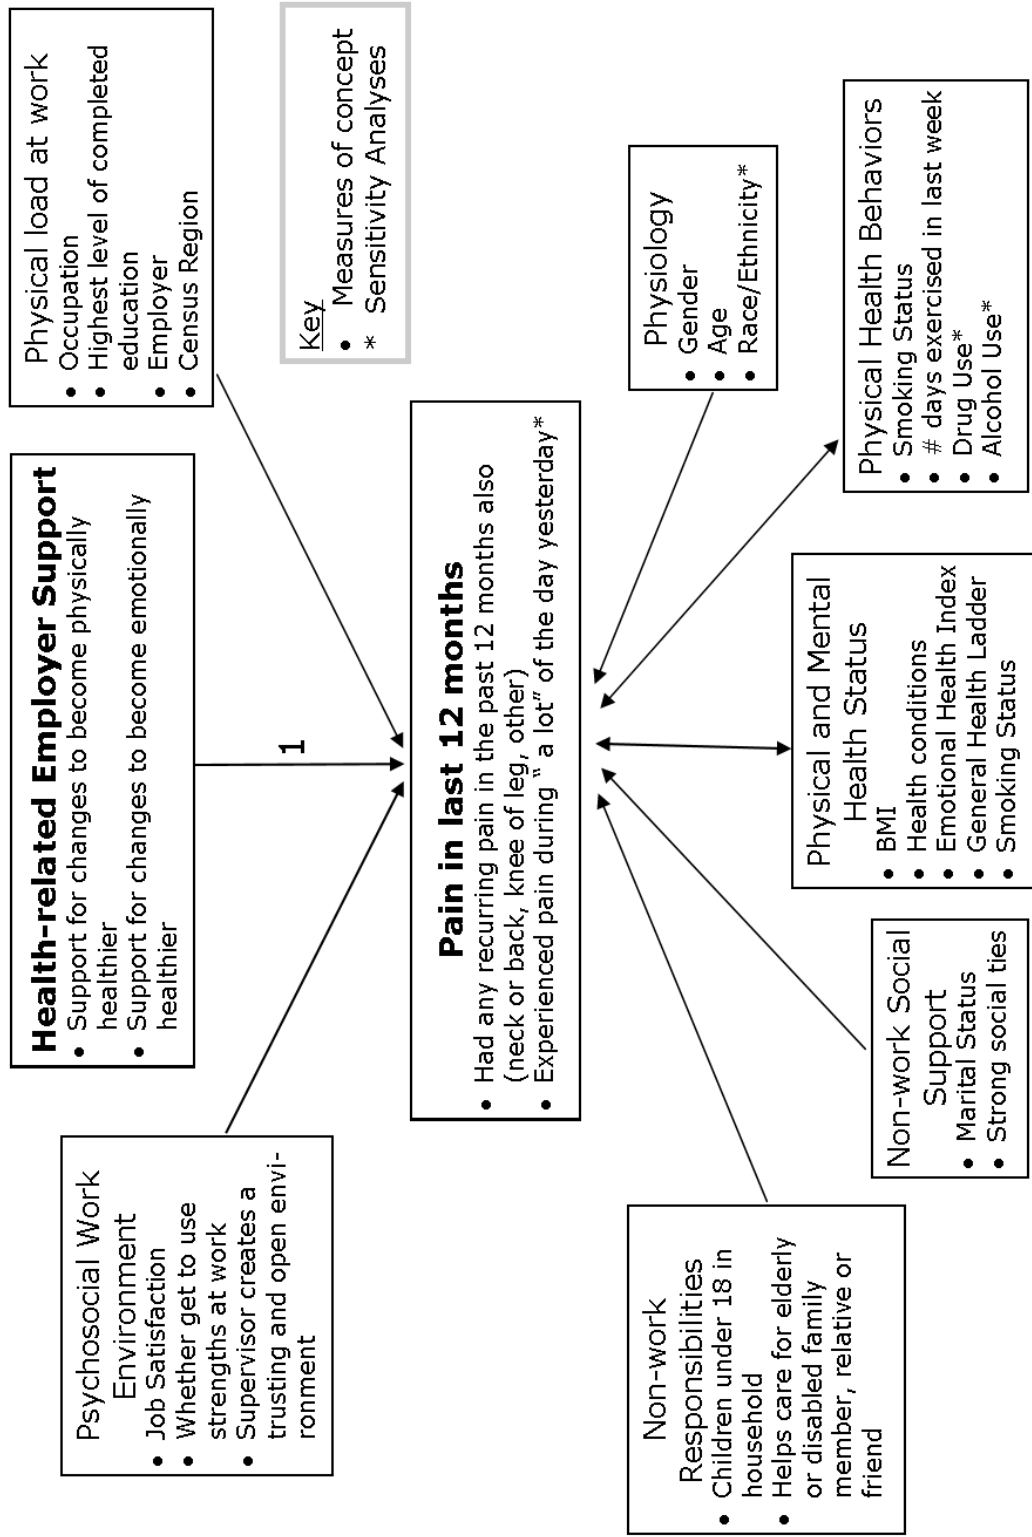 Psychosocial Work
Environment
• Job Satisfaction
• Whether get to use
strengths at work
• Supervisor creates a
trusting and open envi-
ronment
Health-related Employer Support
• Support for changes to become physically
healthier
• Support for changes to become emotionally
healthier
Physical load at work
• Occupation
• Highest level of completed
education
• Employer
• Census Region
1
Key
• Measures of concept
* Sensitivity Analyses
Pain in last 12 months
• Had any recurring pain in the past 12 months also
(neck or back, knee of leg, other)
• Experienced pain during “ a lot” of the day yesterday*
Non-work
Responsibilities
• Children under 18 in
household
• Helps care for elderly
or disabled family
member, relative or
friend
Non-work Social
Support
• Marital Status
• Strong social ties
Physical and Mental
Health Status
• BMI
• Health conditions
• Emotional Health Index
• General Health Ladder
• Smoking Status
Physical Health Behaviors
• Smoking Status
• # days exercised in last week
• Drug Use*
• Alcohol Use*
Physiology
• Gender
• Age
• Race/Ethnicity*